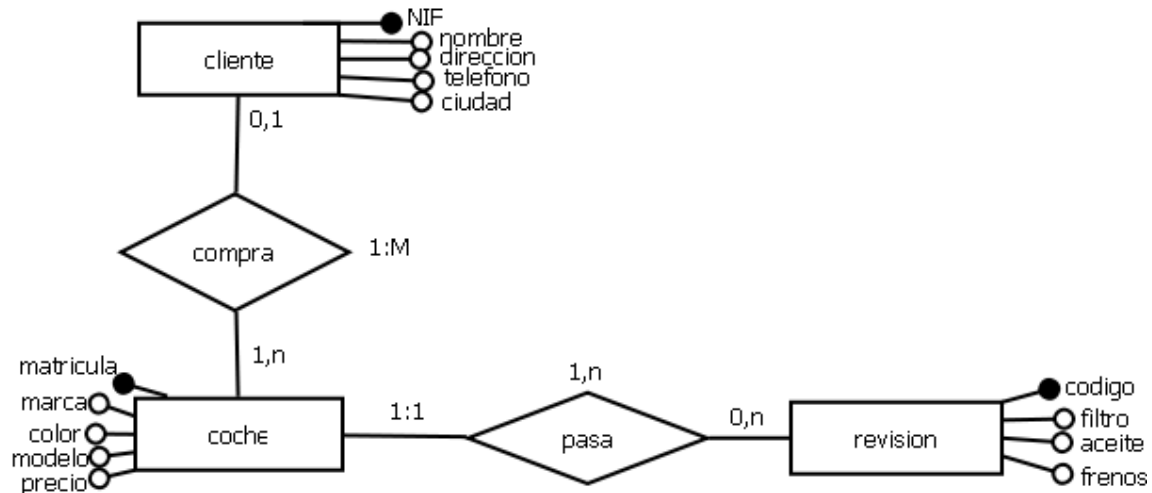 NIF
nombre
direccion
telefono
ciudad
cliente
0,1
compra
1:M
1,n
matricula
marca
color
modelo
precio
coche
1:1
1,n
pasa
0,n
revision
codigo
filtro
aceite
frenos